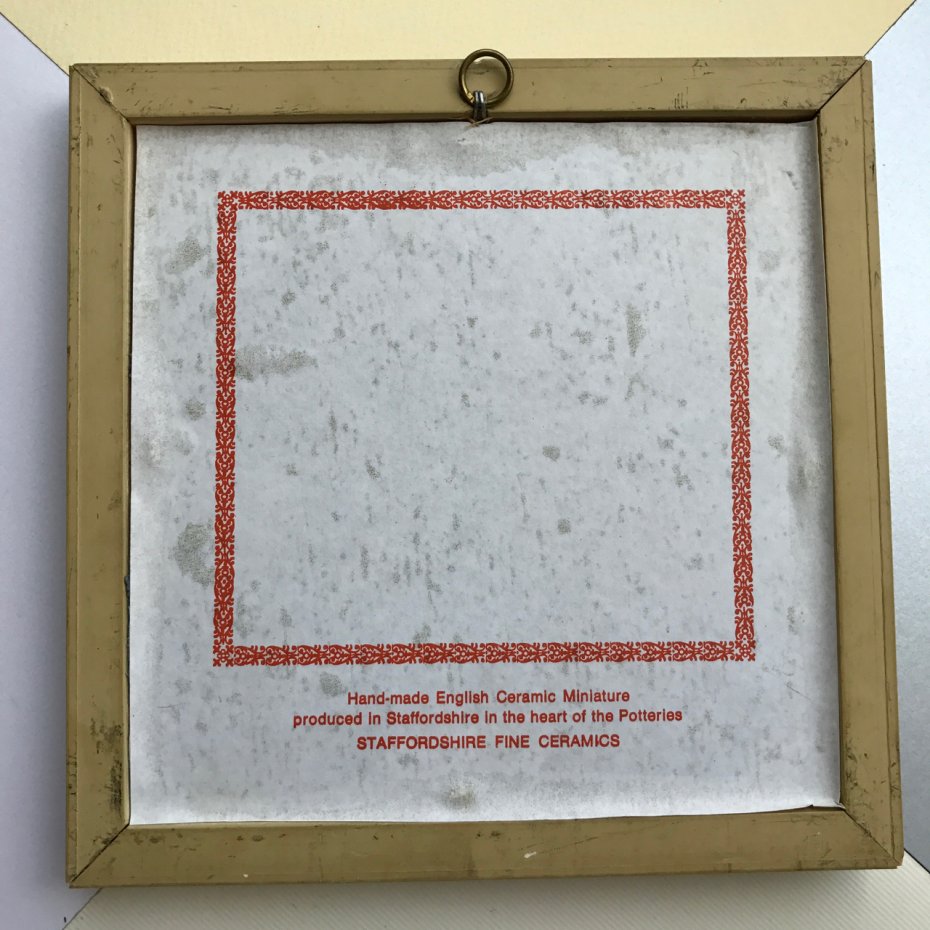 Hand-made English Ceramic Miniature
produced in Staffordshire in the heart of the Potteries
STAFFORDSHIRE FINE CERAMICS